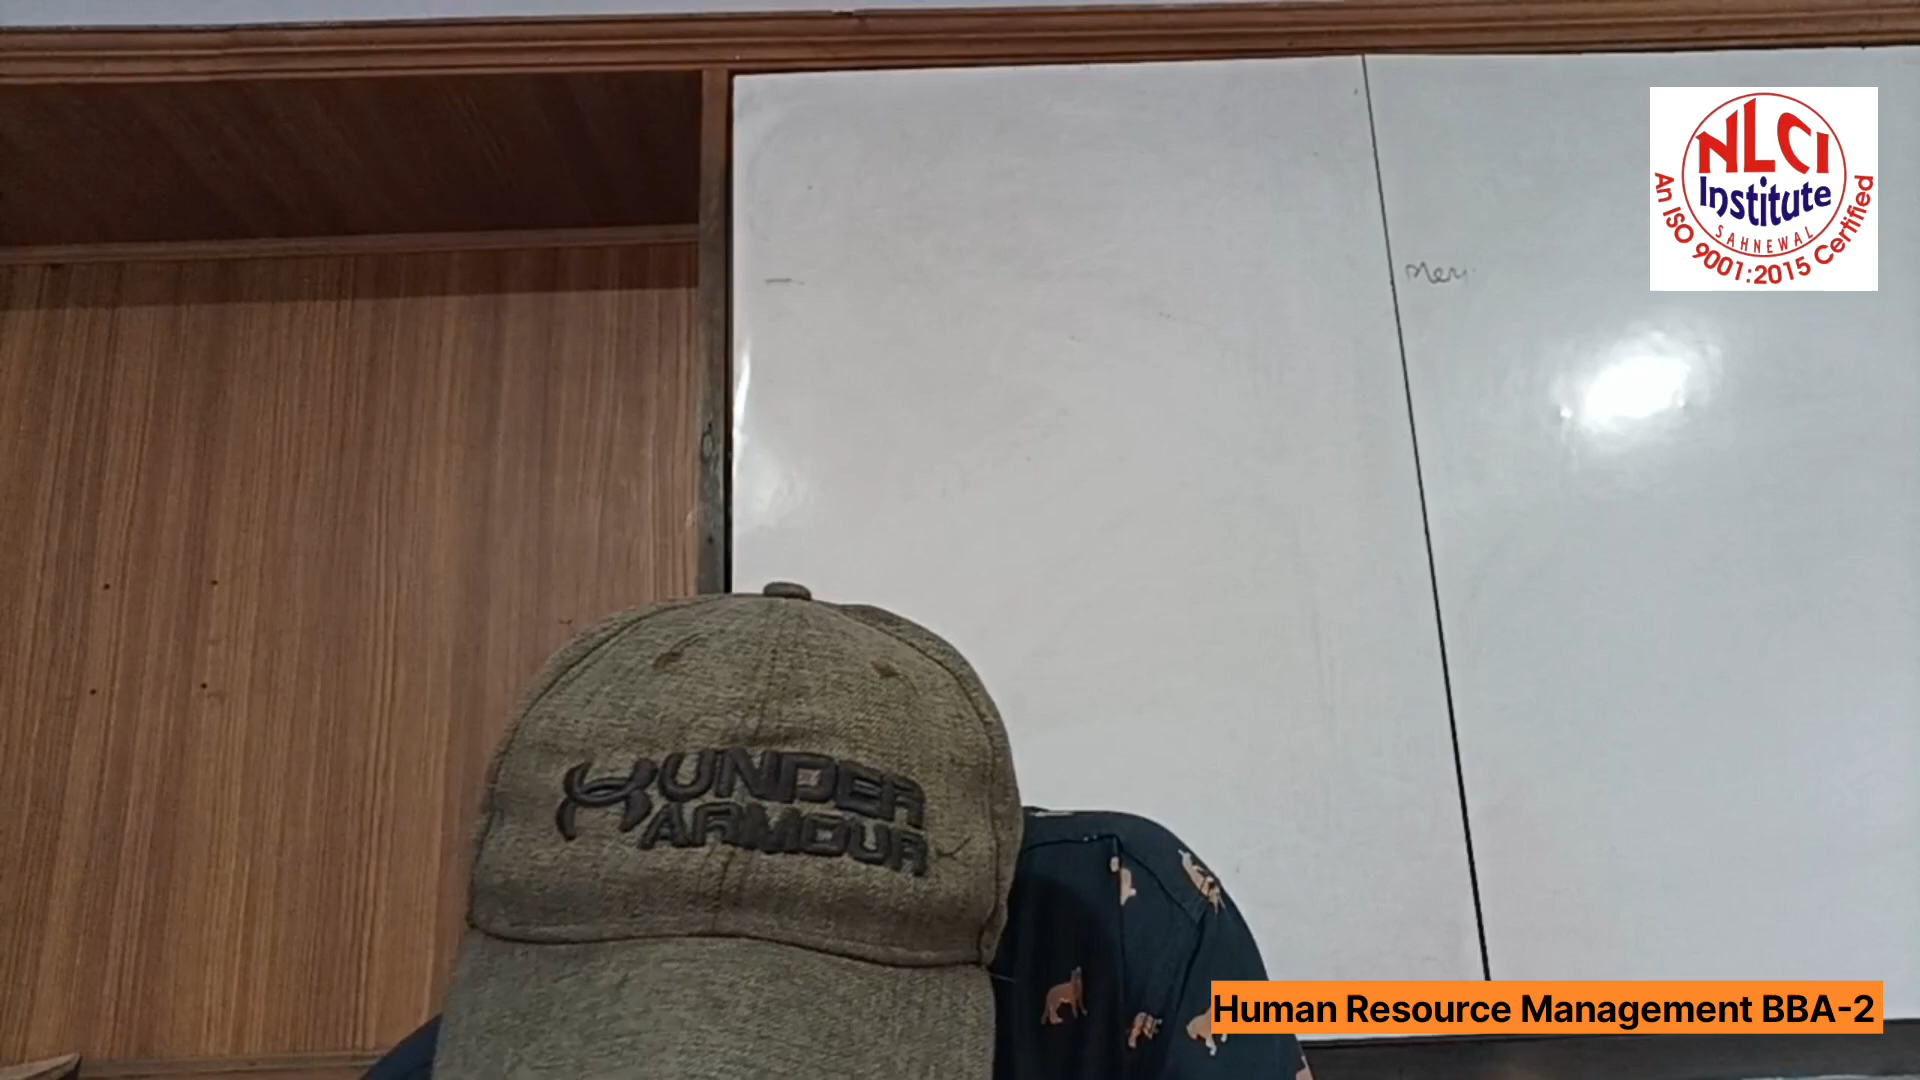 NLCI
Institute
SAHNEWAL
An ISO 9001:2015 Certified
UNDER
ARMOUR
Human Resource Management BBA-2